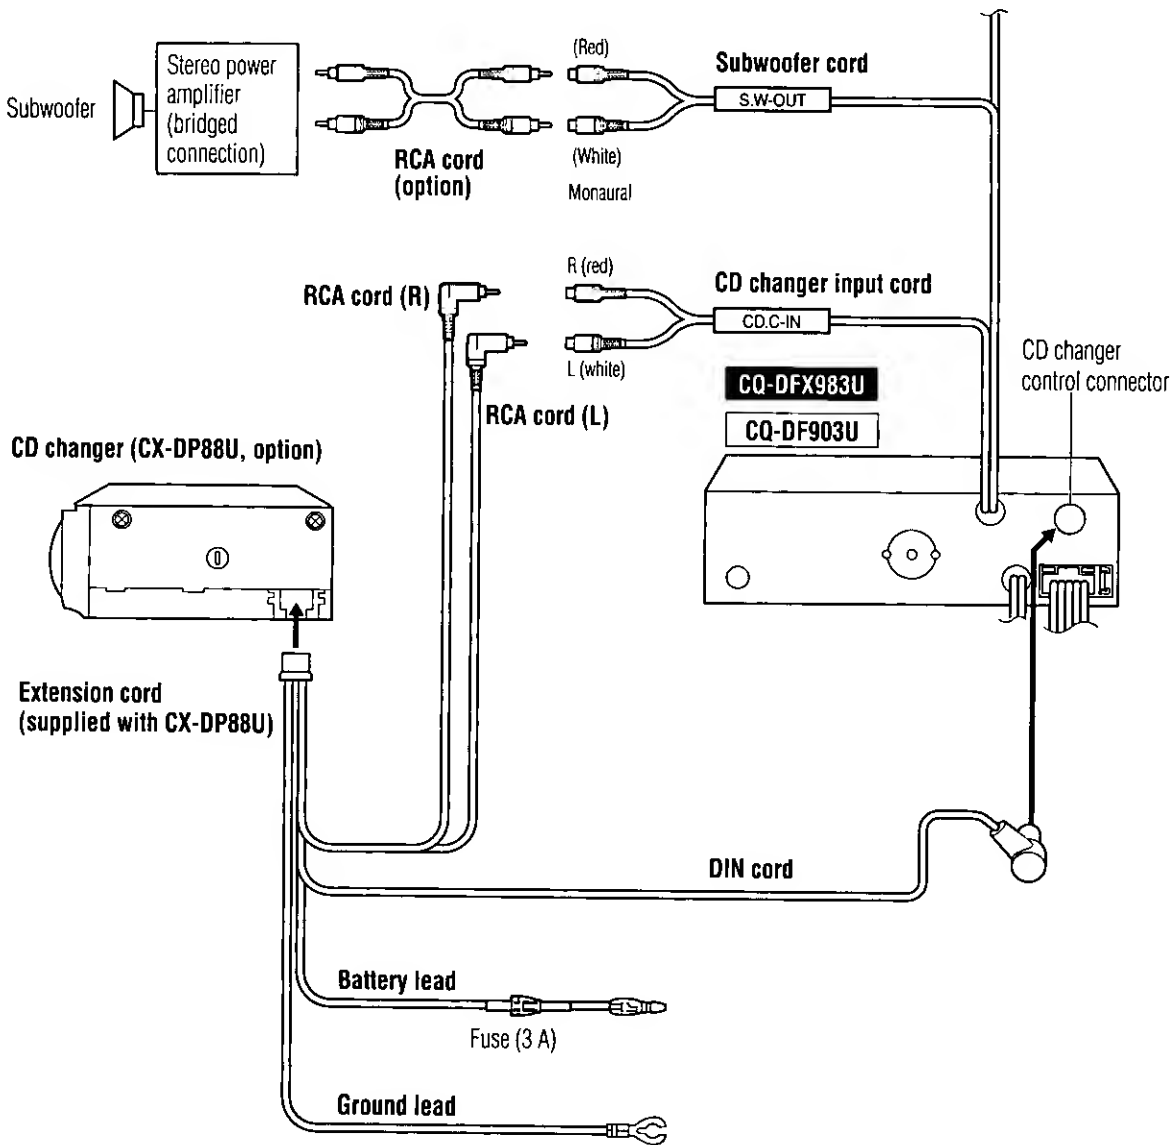 Subwoofer
Stereo power
amplifier
(bridged
connection)
RCA cord
(option)
(Red)
(White)
Monaural
Subwoofer cord
S.W-OUT
RCA cord (R)
RCA cord (L)
R (red)
L (white)
CD changer input cord
CD.C-IN
CQ-DFX983U
CQ-DF903U
CD changer
control connector
CD changer (CX-DP88U, option)
Extension cord
(supplied with CX-DP88U)
DIN cord
Battery lead
Fuse (3 A)
Ground lead